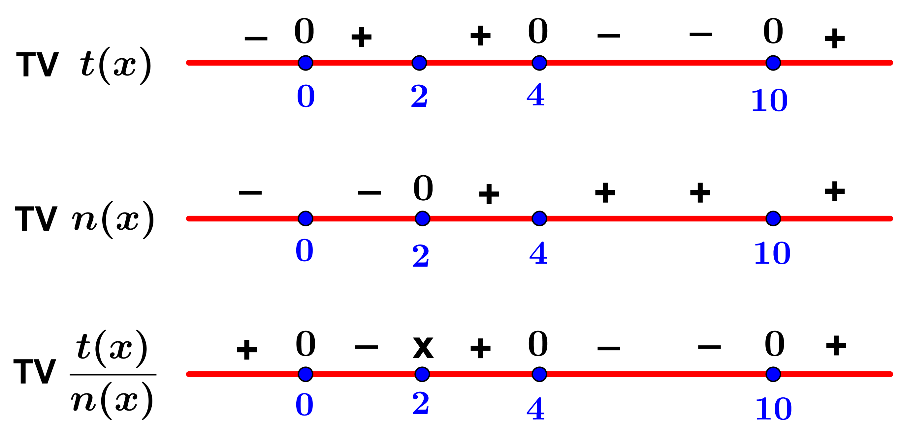 − 0 + + 0 − − 0 +
TV t(x)
0 2 4 10
− − 0 + + + +
TV n(x)
0 2 4 10
+ 0 − x + 0 − − 0 +
TV t(x)/n(x)
0 2 4 10